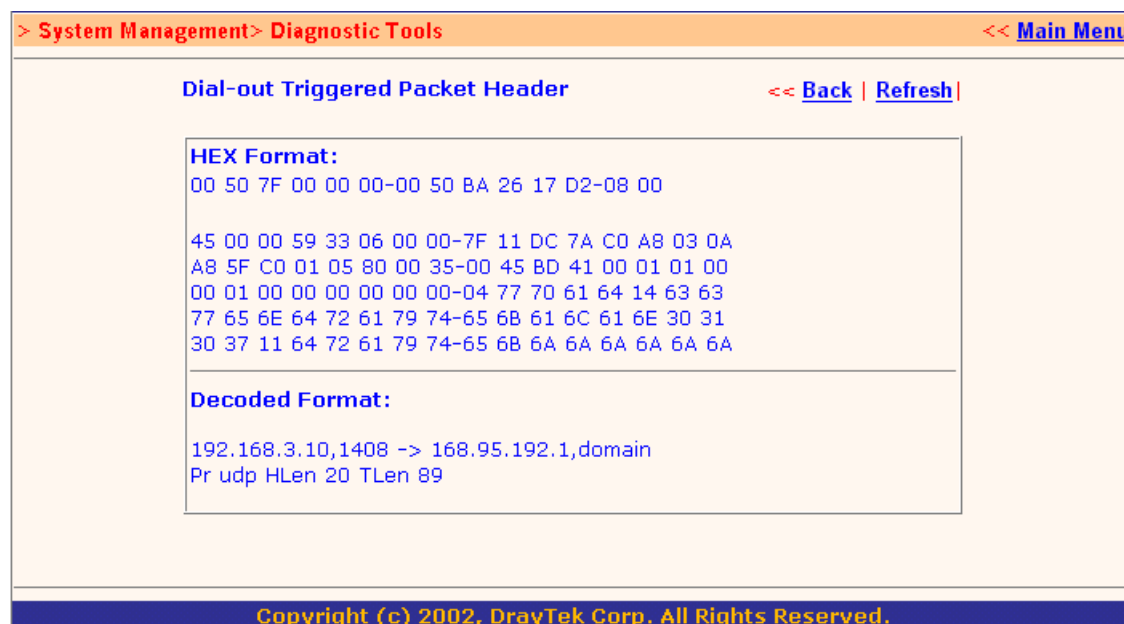 > System Management> Diagnostic Tools << Main Menu
Dial-out Triggered Packet Header << Back | Refresh |
HEX Format:
00 50 7F 00 00 00-00 50 BA 26 17 D2-08 00
45 00 00 59 33 06 00 00-7F 11 DC 7A C0 A8 03 0A
A8 5F C0 01 05 80 00 35-00 45 BD 41 00 01 01 00
00 01 00 00 00 00 00 00-04 77 70 61 64 14 63 63
77 65 6E 64 72 61 79 74-65 6B 61 6C 61 6E 30 31
30 37 11 64 72 61 79 74-65 6B 6A 6A 6A 6A 6A 6A
Decoded Format:
192.168.3.10,1408 -> 168.95.192.1,domain
Pr udp HLen 20 TLen 89
Copyright (c) 2002, DrayTek Corp. All Rights Reserved.